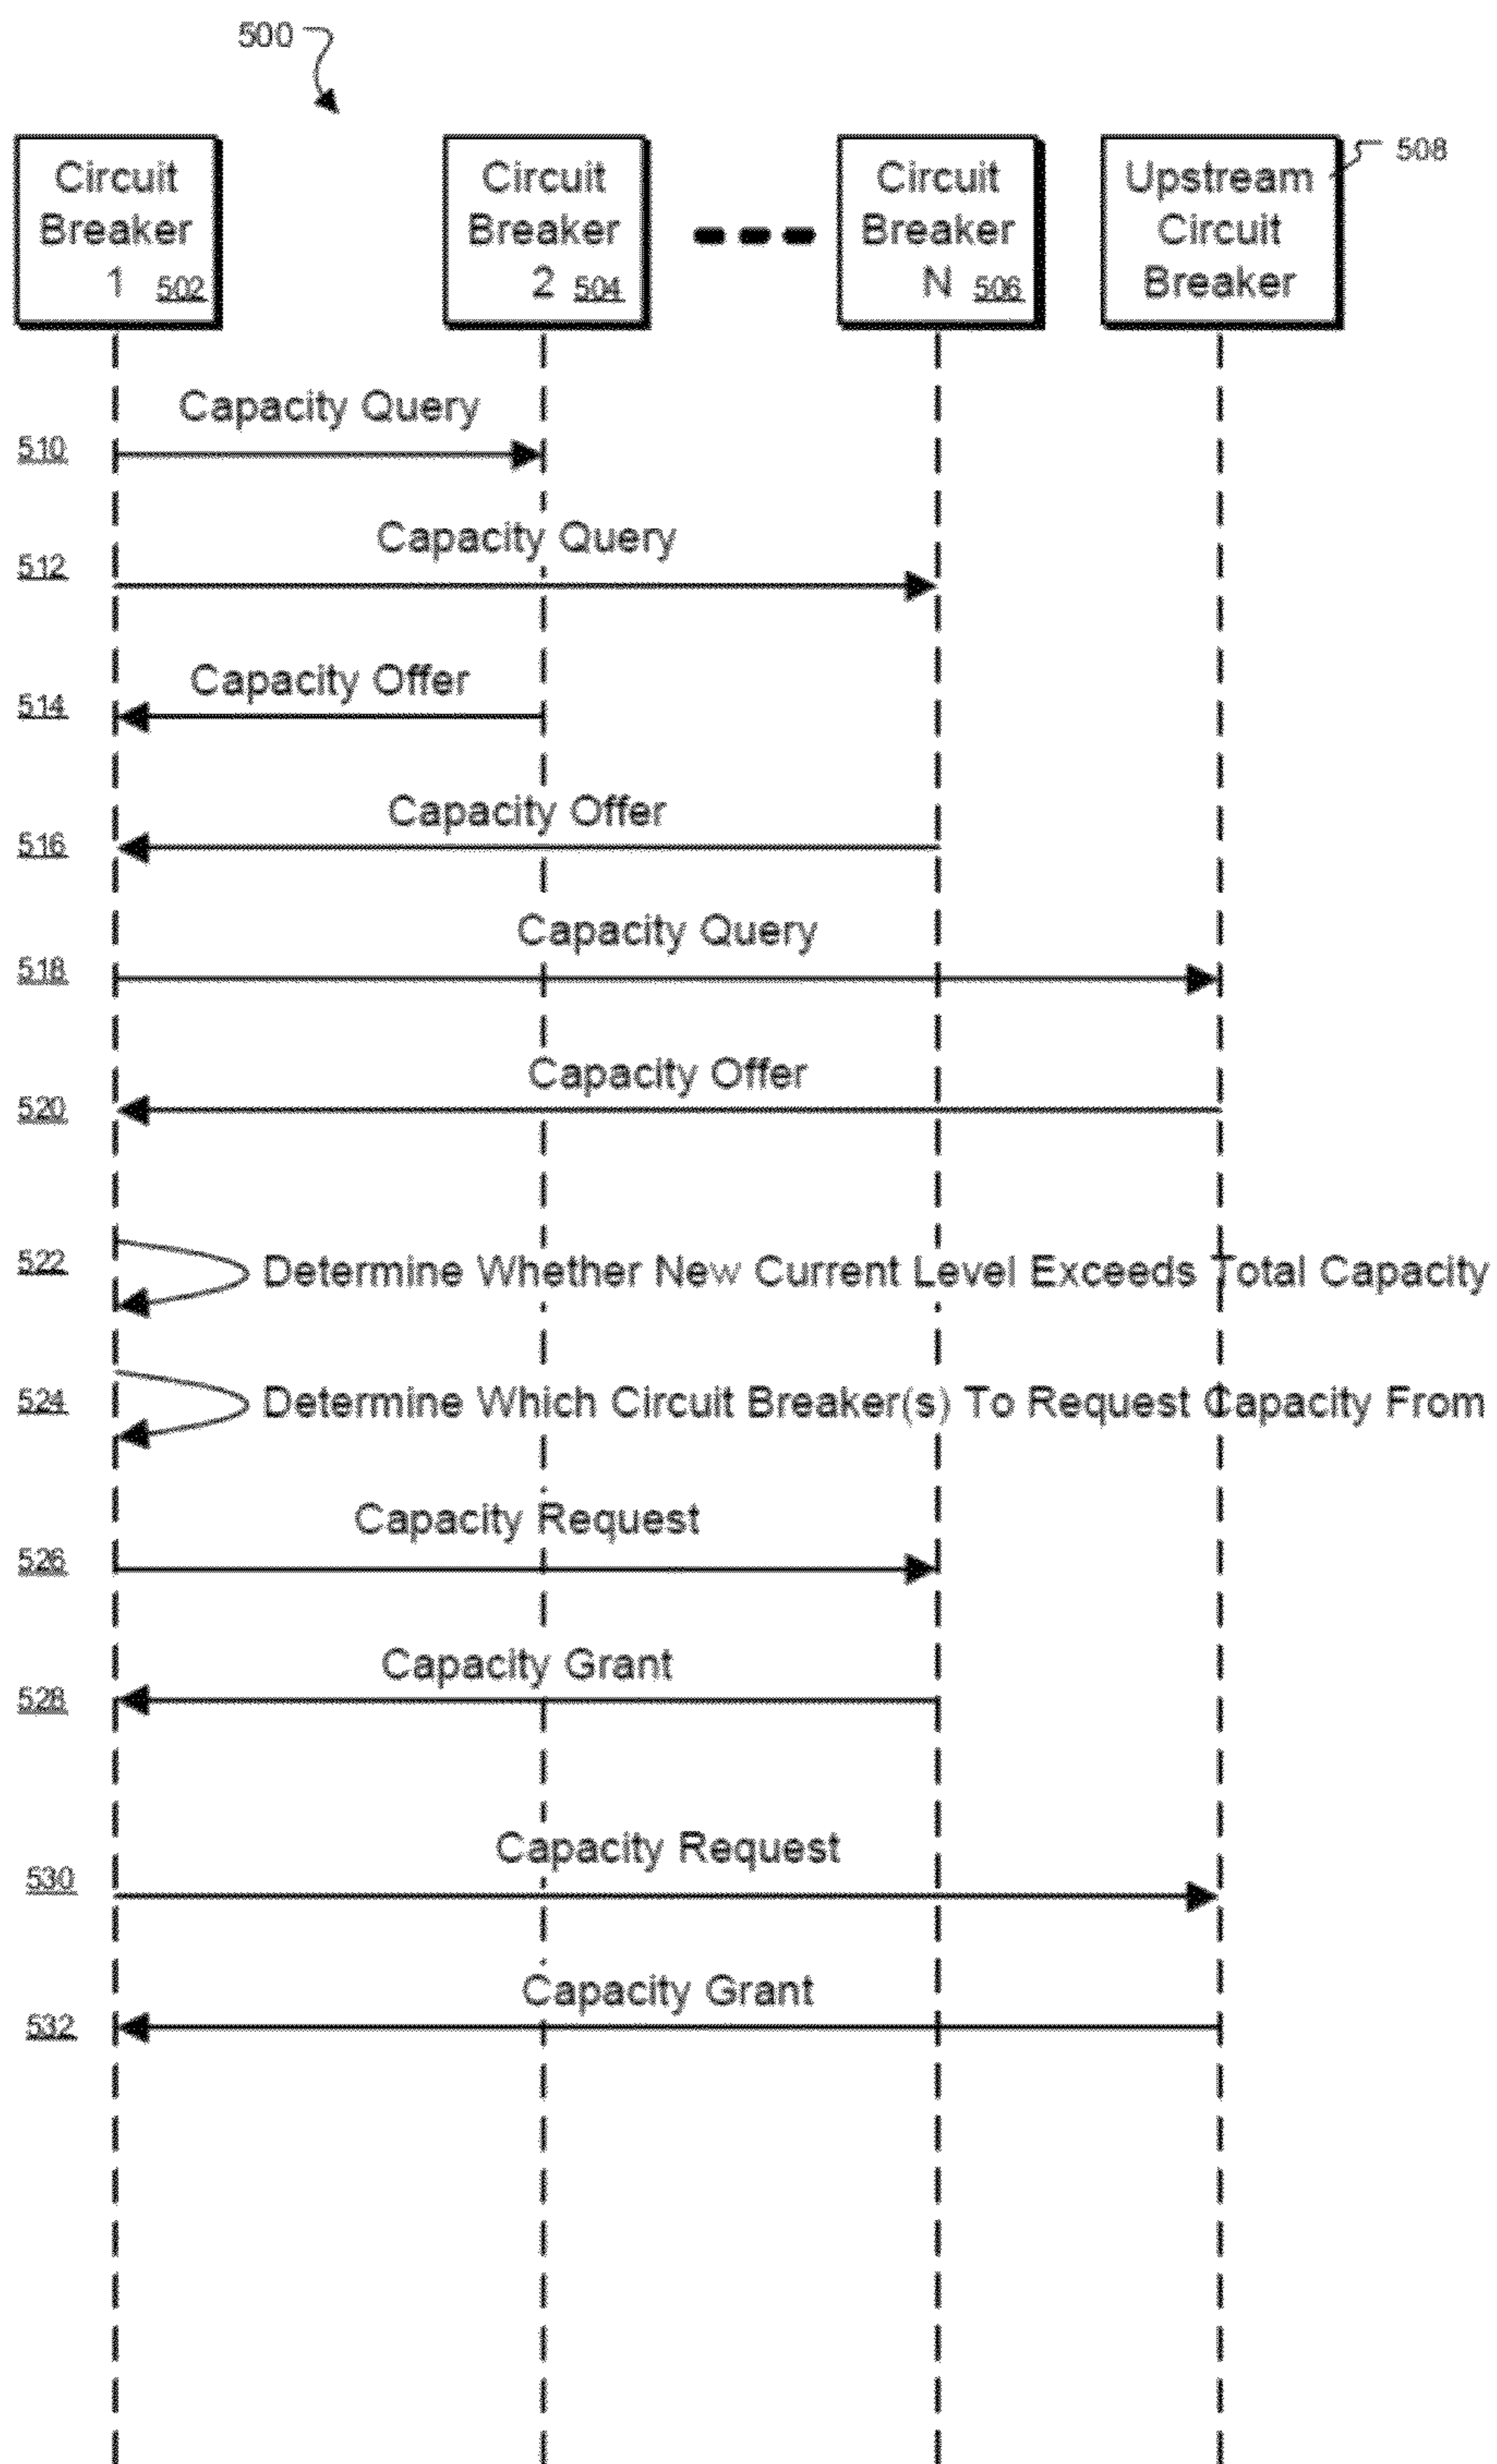 500
Circuit
Breaker
1 502
Circuit
Breaker
2 504
Circuit
Breaker
N 506
Upstream
Circuit
Breaker
508
Capacity Query
510
Capacity Query
512
Capacity Offer
514
Capacity Offer
516
Capacity Query
518
Capacity Offer
520
522 Determine Whether New Current Level Exceeds Total Capacity
524 Determine Which Circuit Breaker(s) To Request Capacity From
Capacity Request
526
Capacity Grant
528
Capacity Request
530
Capacity Grant
532